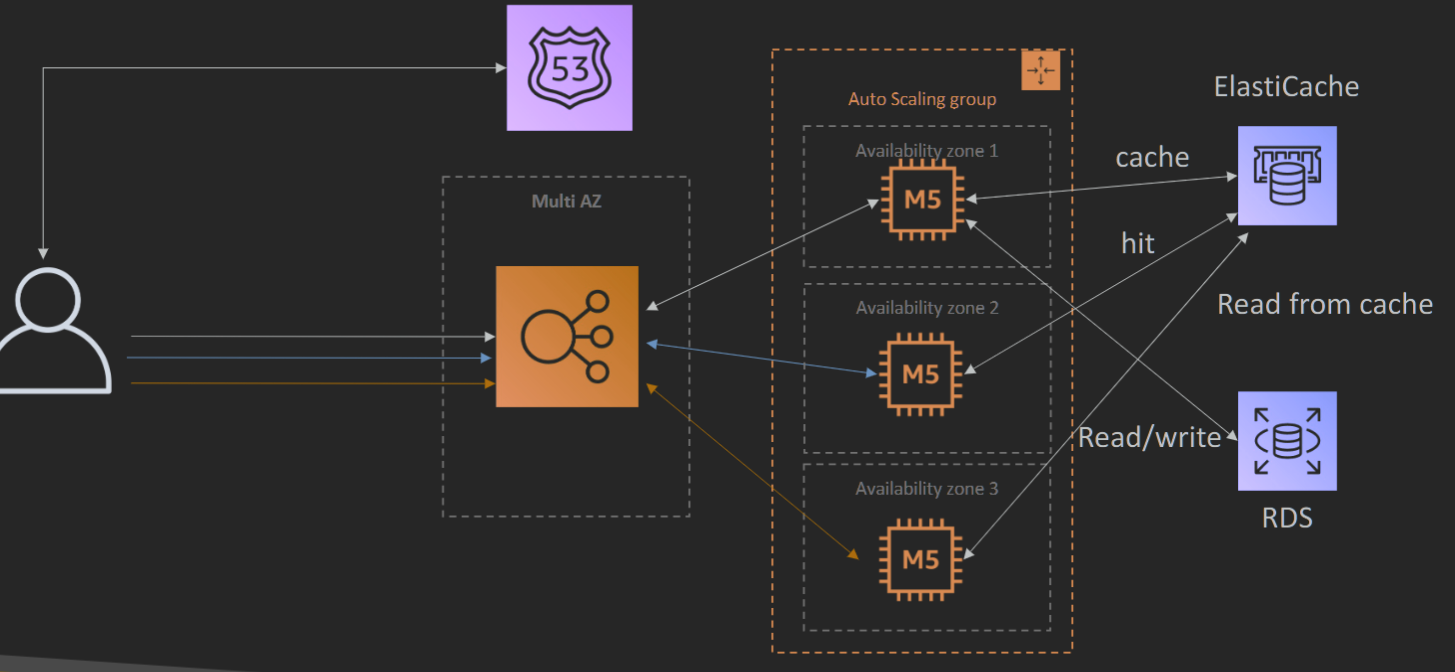 53
Auto Scaling group
ElastiCache
Availability zone 1
cache
M5
Multi AZ
hit
Availability zone 2
Read from cache
M5
Read/write
Availability zone 3
RDS
M5